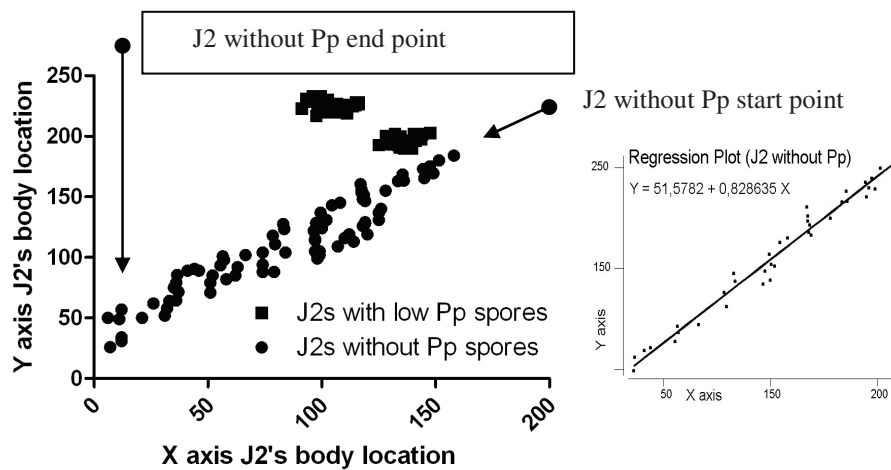 J2 without Pp end point
J2 without Pp start point
250
200
150
100
50
0
Y axis J2's body location
J2s with low Pp spores
J2s without Pp spores
0
50
100
150
200
X axis J2's body location
Regression Plot (J2 without Pp)
Y = 51,5782 + 0,828635 X
250
150
Y axis
50
X axis
150
200